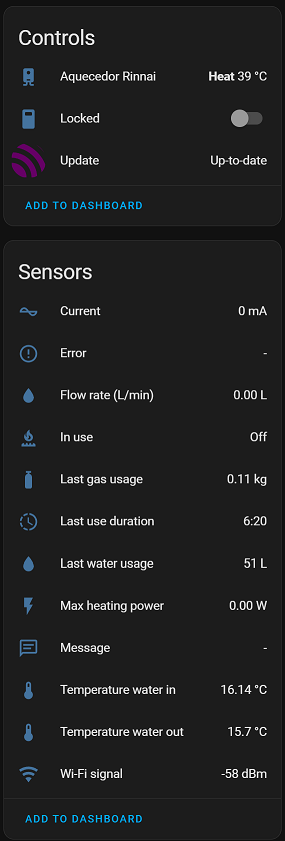 Controls
Aquecedor Rinnai Heat 39 °C
Locked
Update Up-to-date
ADD TO DASHBOARD
Sensors
Current 0 mA
Error -
Flow rate (L/min) 0.00 L
In use Off
Last gas usage 0.11 kg
Last use duration 6:20
Last water usage 51 L
Max heating power 0.00 W
Message -
Temperature water in 16.14 °C
Temperature water out 15.7 °C
Wi-Fi signal -58 dBm
ADD TO DASHBOARD